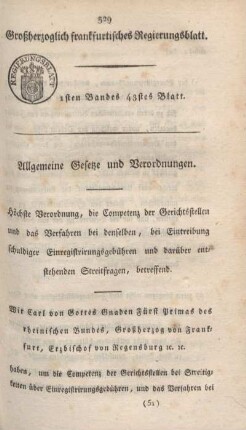 529
Großherzoglich frankfurtisches Regierungsblatt.
REGIERUNGSBLATT
1sten Bandes 43stes Blatt.
Allgemeine Gesetze und Verordnungen.
Höchste Verordnung, die Competenz der Gerichtsstellen
und das Verfahren bei denselben, bei Eintreibung
schuldiger Einregistrirungsgebühren und darüber ent-
stehenden Streitfragen, betreffend.
Wir Carl von Gottes Gnaden Fürst Primas des
rheinischen Bundes, Großherzog von Frank-
furt, Erzbischof von Regensburg ꝛc. ꝛc.
haben, um die Competenz der Gerichtsstellen bei Streitig-
keiten über Einregistrirungsgebühren, und das Verfahren bei
(51)